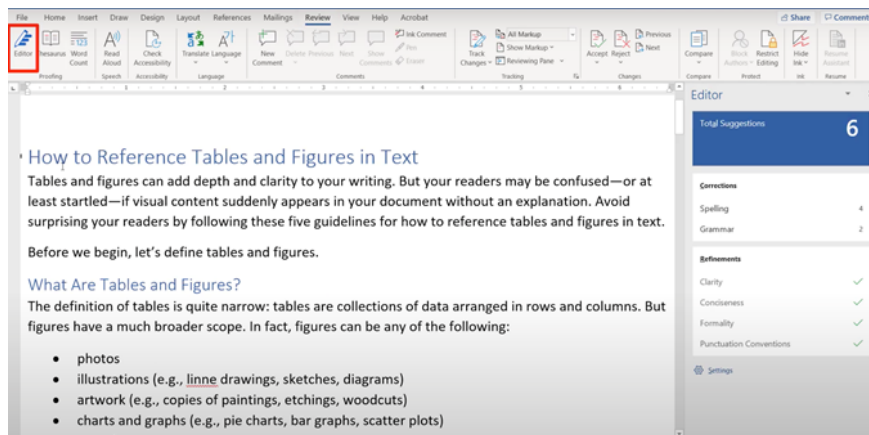 File Home Insert Draw Design Layout References Mailings Review View Help Acrobat Share Comment
Editor Thesaurus Word Count Read Aloud Check Accessibility Translate Language New Comment Delete Previous Next Show Comments Ink Comment Pen Eraser Track Changes All Markup Show Markup Reviewing Pane Accept Reject Previous Next Compare Block Authors Restrict Editing Hide Ink Resume Assistant
Proofing Speech Accessibility Language Comments Tracking Changes Compare Protect Ink Resume
Editor
Total Suggestions 6
Corrections
Spelling 4
Grammar 2
Refinements
Clarity
Conciseness
Formality
Punctuation Conventions
Settings
How to Reference Tables and Figures in Text
Tables and figures can add depth and clarity to your writing. But your readers may be confused—or at
least startled—if visual content suddenly appears in your document without an explanation. Avoid
surprising your readers by following these five guidelines for how to reference tables and figures in text.
Before we begin, let's define tables and figures.
What Are Tables and Figures?
The definition of tables is quite narrow: tables are collections of data arranged in rows and columns. But
figures have a much broader scope. In fact, figures can be any of the following:
• photos
• illustrations (e.g., linne drawings, sketches, diagrams)
• artwork (e.g., copies of paintings, etchings, woodcuts)
• charts and graphs (e.g., pie charts, bar graphs, scatter plots)